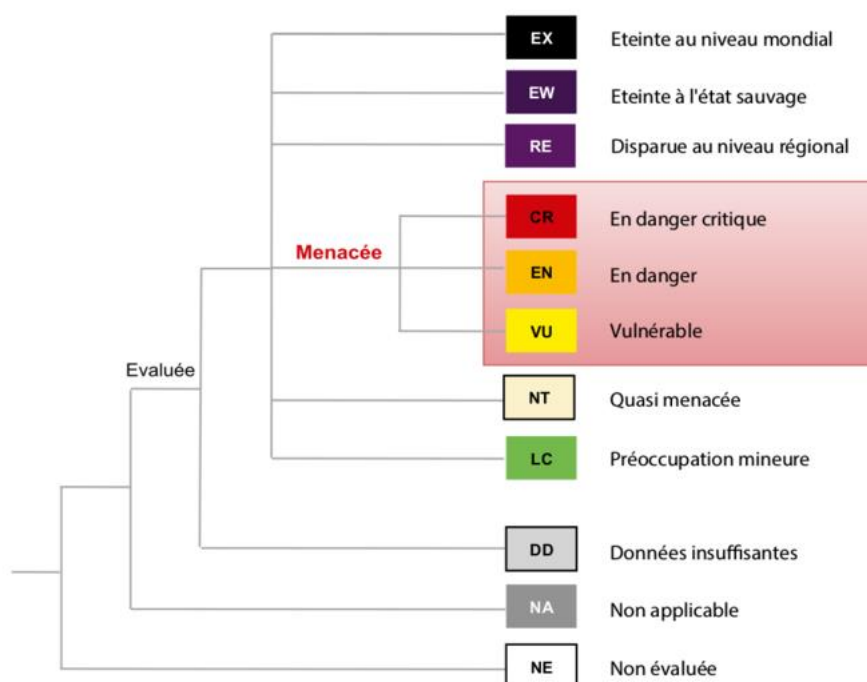 EX Eteinte au niveau mondial
EW Eteinte à l'état sauvage
RE Disparue au niveau régional
CR En danger critique
Menacée
EN En danger
VU Vulnérable
Evaluée
NT Quasi menacée
LC Préoccupation mineure
DD Données insuffisantes
NA Non applicable
NE Non évaluée